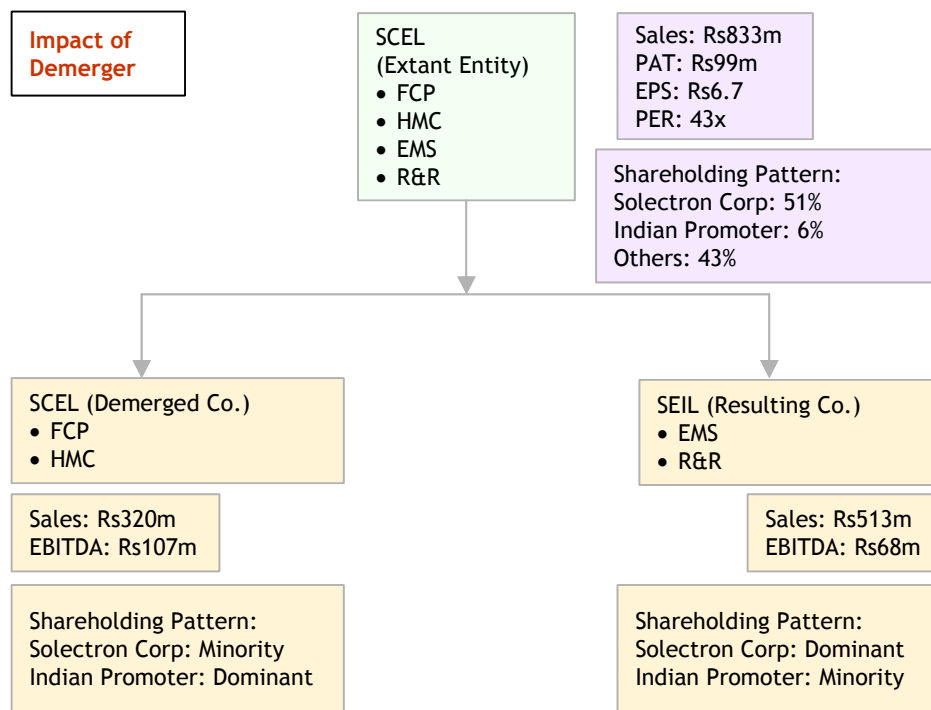 Impact of
Demerger
SCEL
(Extant Entity)
• FCP
• HMC
• EMS
• R&R
Sales: Rs833m
PAT: Rs99m
EPS: Rs6.7
PER: 43x
Shareholding Pattern:
Solectron Corp: 51%
Indian Promoter: 6%
Others: 43%
SCEL (Demerged Co.)
• FCP
• HMC
Sales: Rs320m
EBITDA: Rs107m
Shareholding Pattern:
Solectron Corp: Minority
Indian Promoter: Dominant
SEIL (Resulting Co.)
• EMS
• R&R
Sales: Rs513m
EBITDA: Rs68m
Shareholding Pattern:
Solectron Corp: Dominant
Indian Promoter: Minority